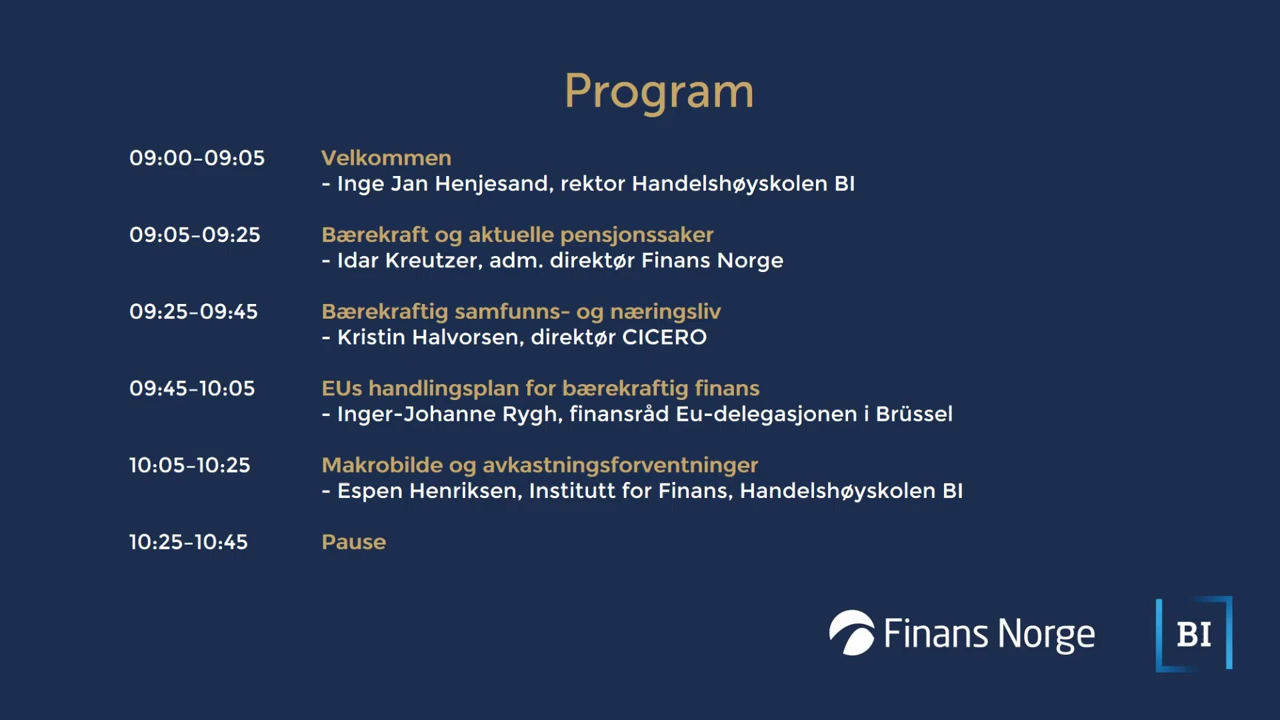 Program
09:00-09:05 Velkommen
- Inge Jan Henjesand, rektor Handelshøyskolen BI
09:05-09:25 Bærekraft og aktuelle pensjonssaker
- Idar Kreutzer, adm. direktør Finans Norge
09:25-09:45 Bærekraftig samfunns- og næringsliv
- Kristin Halvorsen, direktør CICERO
09:45-10:05 EUs handlingsplan for bærekraftig finans
- Inger-Johanne Rygh, finansråd Eu-delegasjonen i Brüssel
10:05-10:25 Makrobilde og avkastningsforventninger
- Espen Henriksen, Institutt for Finans, Handelshøyskolen BI
10:25-10:45 Pause
Finans Norge
BI